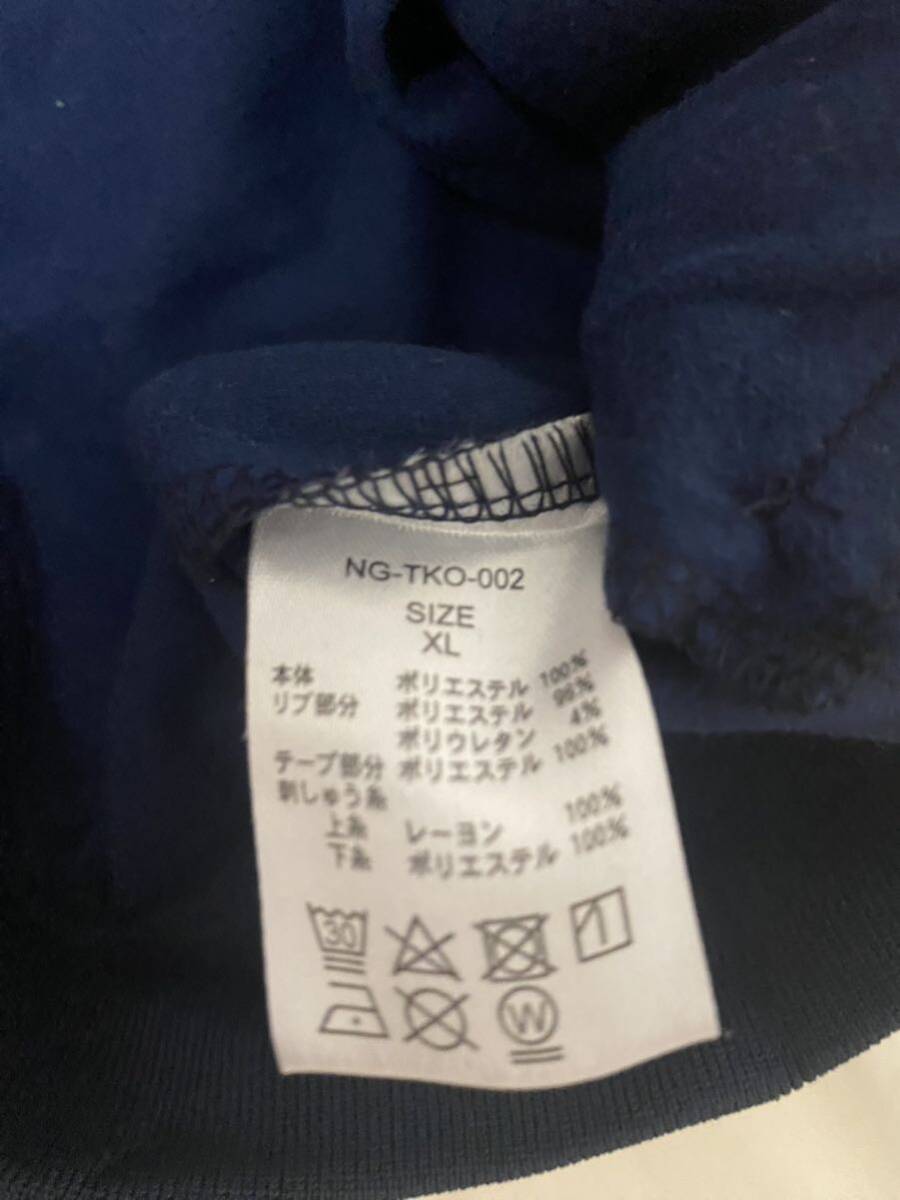 NG-TKO-002
SIZE
XL
本体 ポリエステル 100%
リブ部分 ポリエステル 96%
ポリウレタン 4%
テープ部分 ポリエステル 100%
刺しゅう糸
上糸 レーヨン 100%
下糸 ポリエステル 100%
30
W